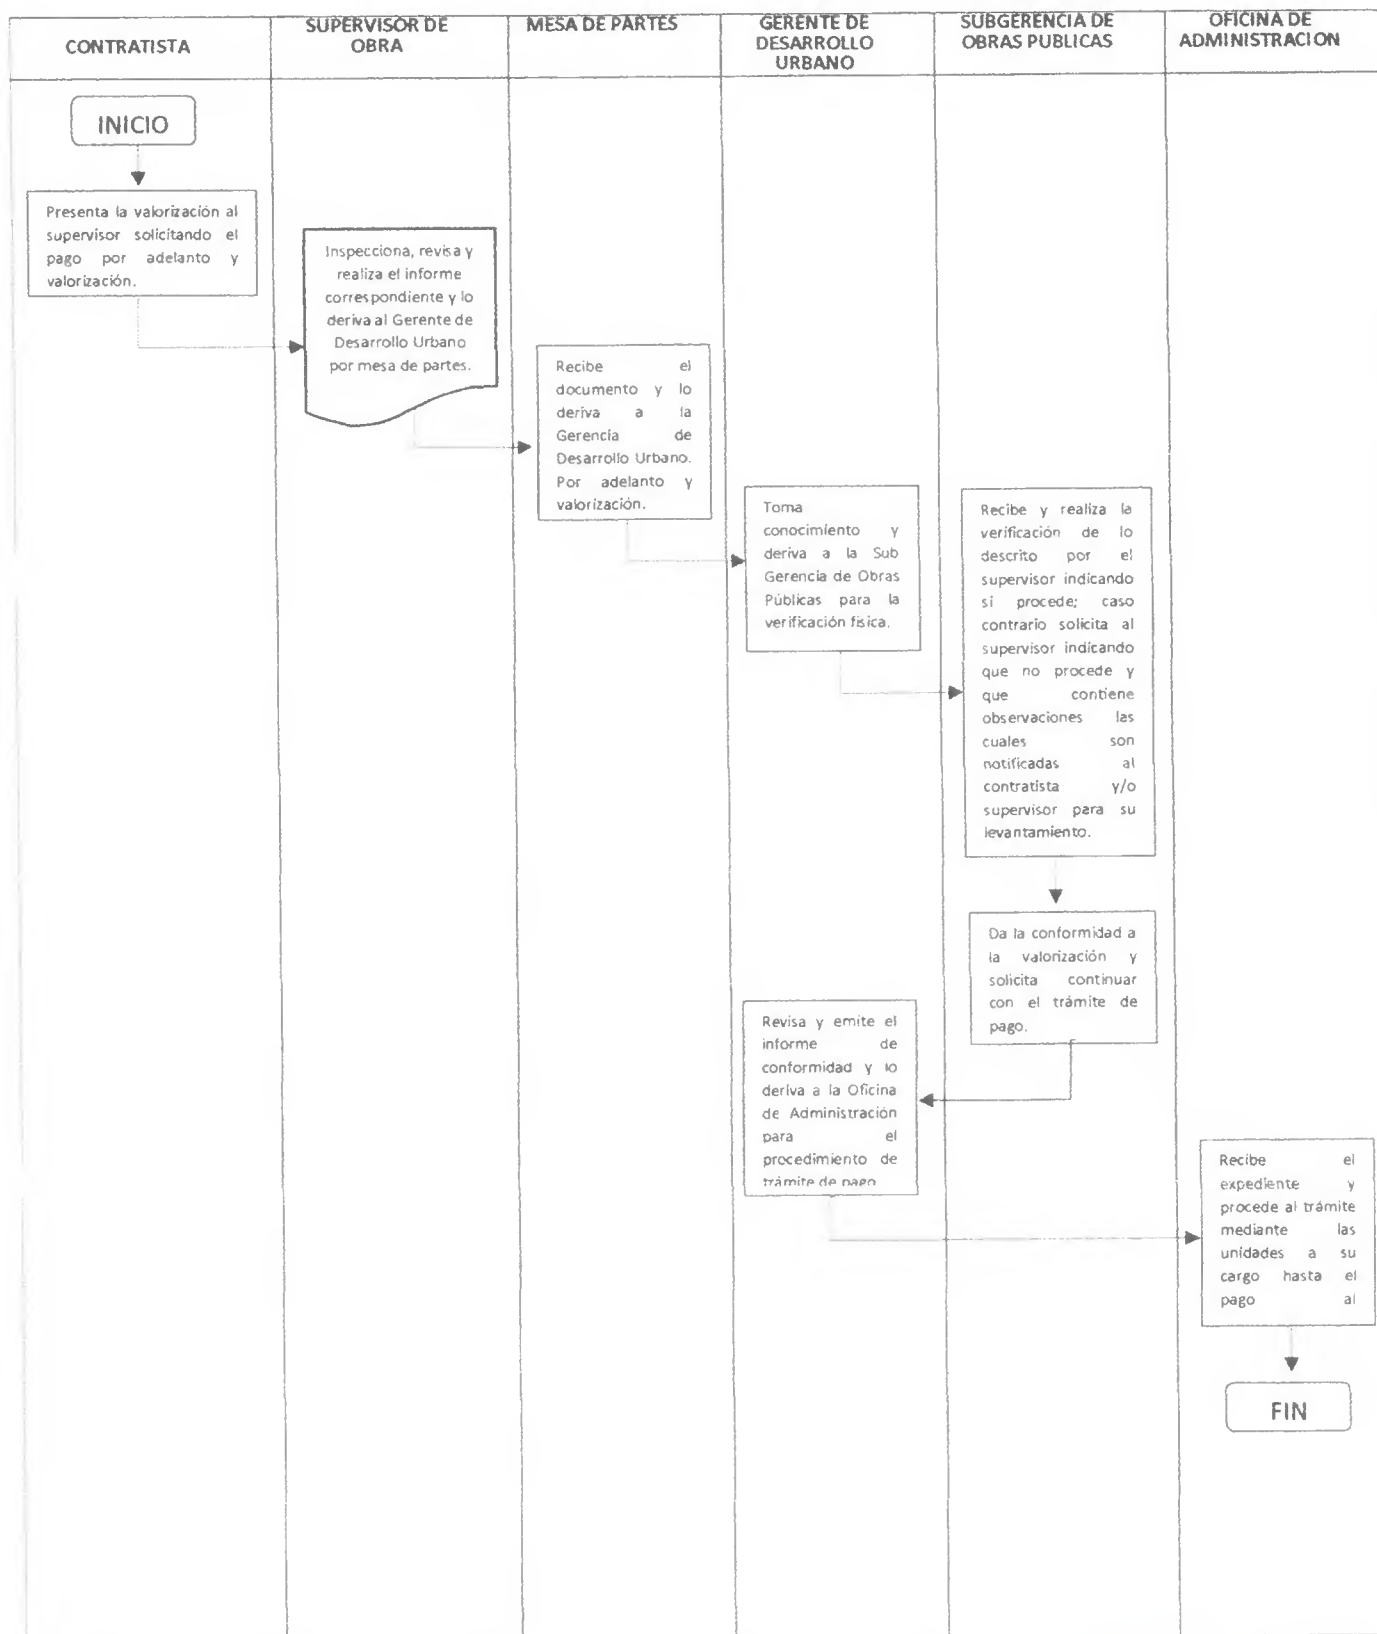 CONTRATISTA
SUPERVISOR DE
OBRA
MESA DE PARTES
GERENTE DE
DESARROLLO
URBANO
SUBGERENCIA DE
OBRAS PUBLICAS
OFICINA DE
ADMINISTRACION
INICIO
Presenta la valorización al
supervisor solicitando el
pago por adelanto y
valorización.
Inspecciona, revisa y
realiza el informe
correspondiente y lo
deriva al Gerente de
Desarrollo Urbano
por mesa de partes.
Recibe el
documento y lo
deriva a la
Gerencia de
Desarrollo Urbano.
Por adelanto y
valorización.
Toma
conocimiento y
deriva a la Sub
Gerencia de Obras
Públicas para la
verificación física.
Recibe y realiza la
verificación de lo
descrito por el
supervisor indicando
si procede; caso
contrario solicita al
supervisor indicando
que no procede y
que contiene
observaciones las
cuales son
notificadas al
contratista y/o
supervisor para su
levantamiento.
Da la conformidad a
la valorización y
solicita continuar
con el trámite de
pago.
Revisa y emite el
informe de
conformidad y lo
deriva a la Oficina
de Administración
para el
procedimiento de
trámite de pago
Recibe el
expediente y
procede al trámite
mediante las
unidades a su
cargo hasta el
pago al
FIN